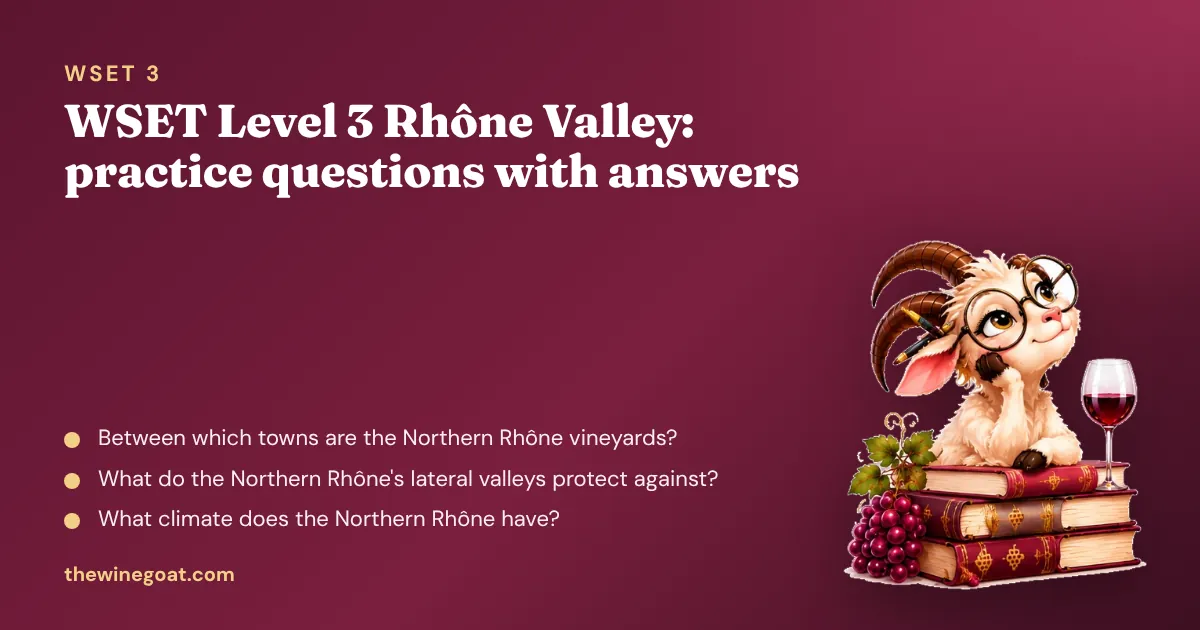 WSET 3
WSET Level 3 Rhône Valley:
practice questions with answers
Between which towns are the Northern Rhône vineyards?
What do the Northern Rhône's lateral valleys protect against?
What climate does the Northern Rhône have?
thewinegoat.com